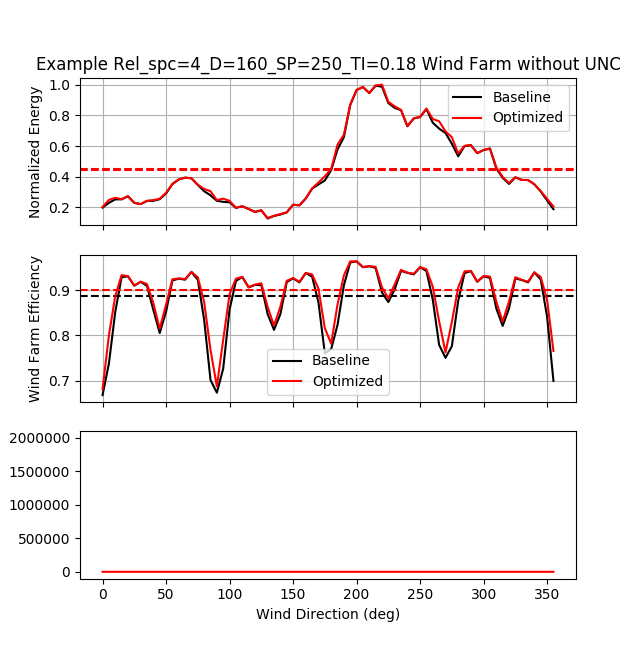 Example Rel_spc=4_D=160_SP=250_TI=0.18 Wind Farm without UNC
Normalized Energy
1.0
0.8
0.6
0.4
0.2
Baseline
Optimized
Wind Farm Efficiency
0.9
0.8
0.7
Baseline
Optimized
2000000
1500000
1000000
500000
0
0 50 100 150 200 250 300 350
Wind Direction (deg)